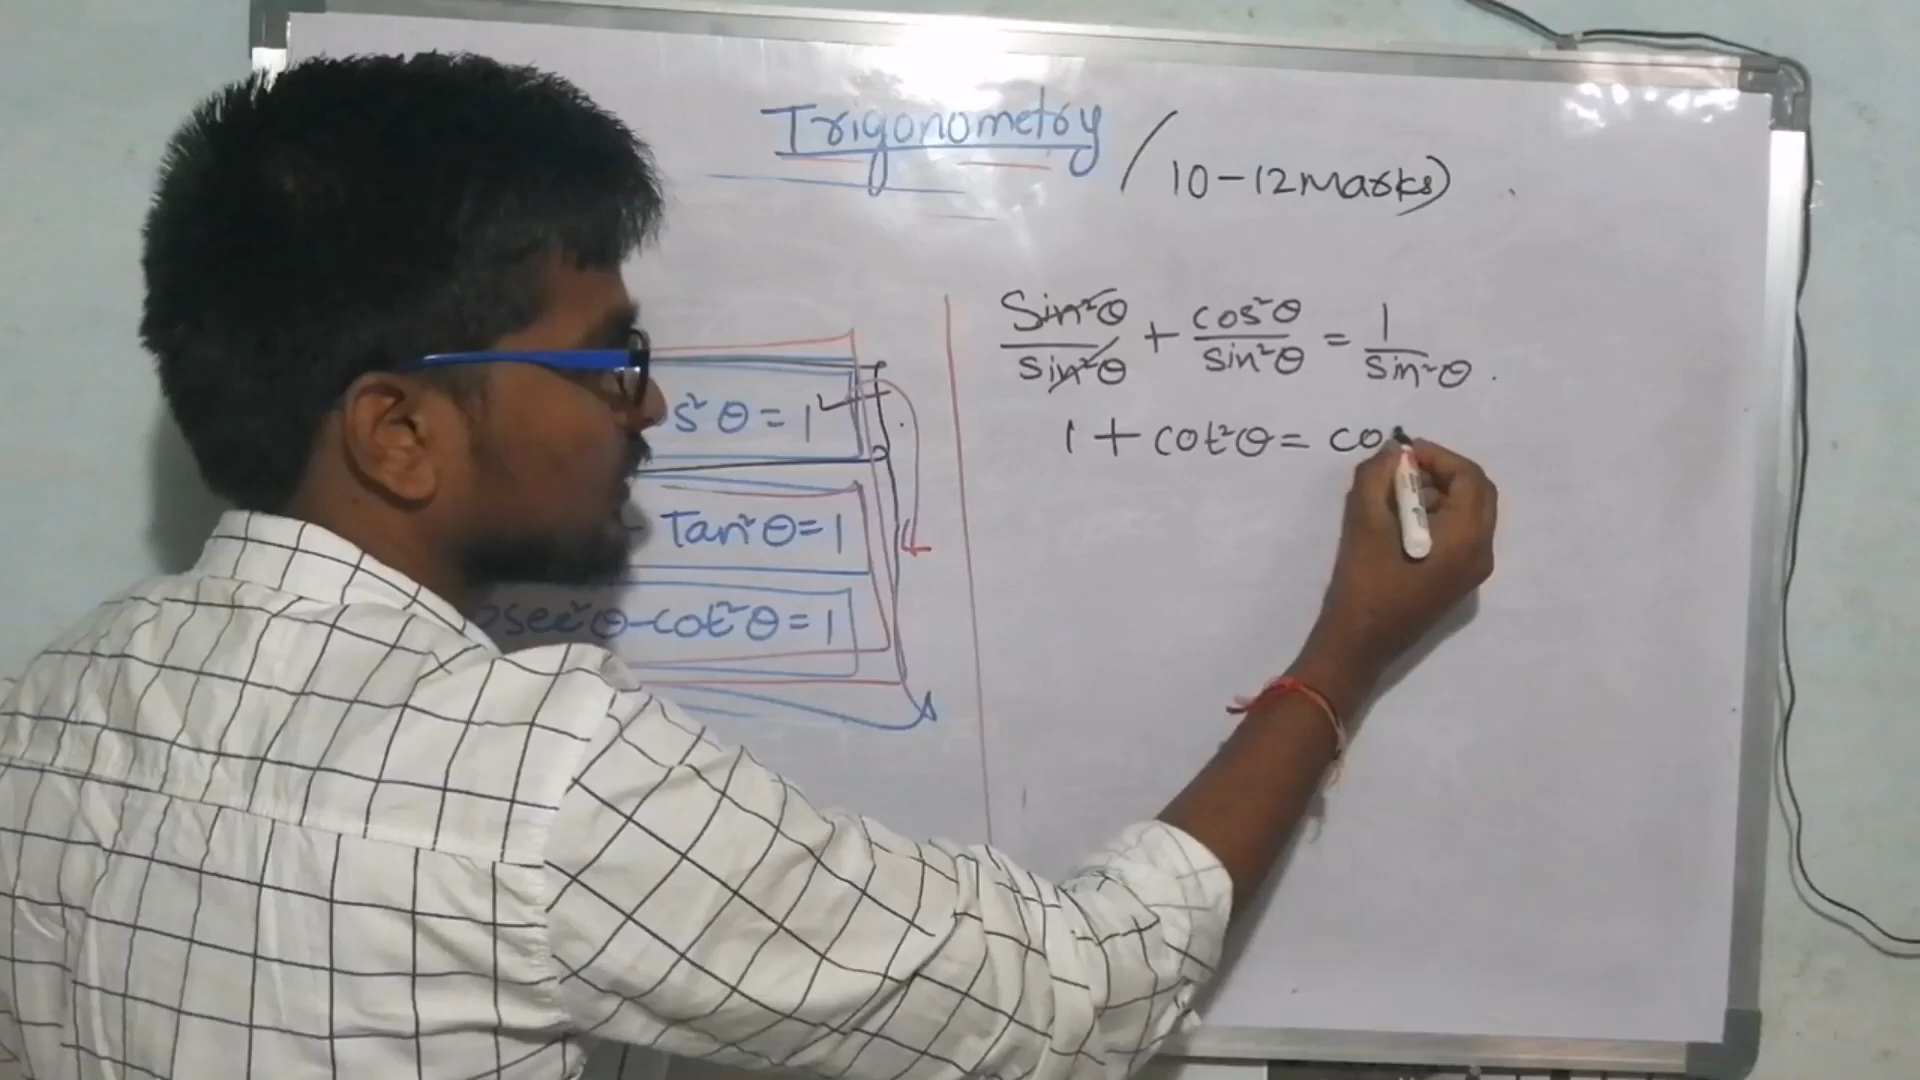 Trigonometry (10-12 Marks)
Sin²θ/Sin²θ + cos²θ/Sin²θ = 1/Sin²θ
1 + cot²θ = co
s²θ = 1
- Tan²θ = 1
osec²θ - cot²θ = 1